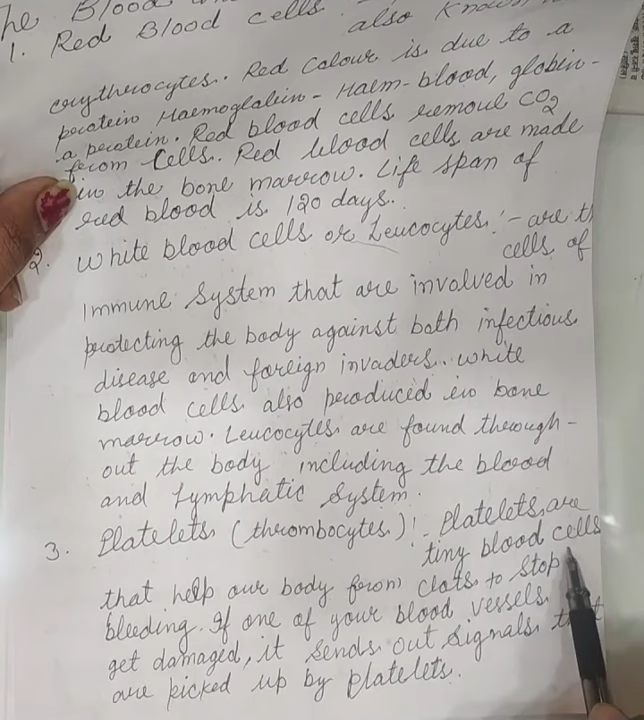 he Blood
1. Red Blood cells also Known
erythrocytes. Red Colour is due to a
protein Haemoglobin - Haem-blood, globin-
a protein. Red blood cells remove CO2
from Cells. Red blood cells are made
in the bone marrow. Life span of
red blood is 120 days.
2. White blood cells or Leucocytes :- are th
cells of
Immune System that are involved in
protecting the body against both infectious
disease and foreign invaders. white
blood cells also produced in bone
marrow. Leucocytes are found through-
out the body including the blood
and Lymphatic System.
3. Platelets (thrombocytes) :- Platelets are
tiny blood cells
that help our body form clots to stop
bleeding. If one of your blood vessels
get damaged, it sends out signals that
are picked up by platelets.